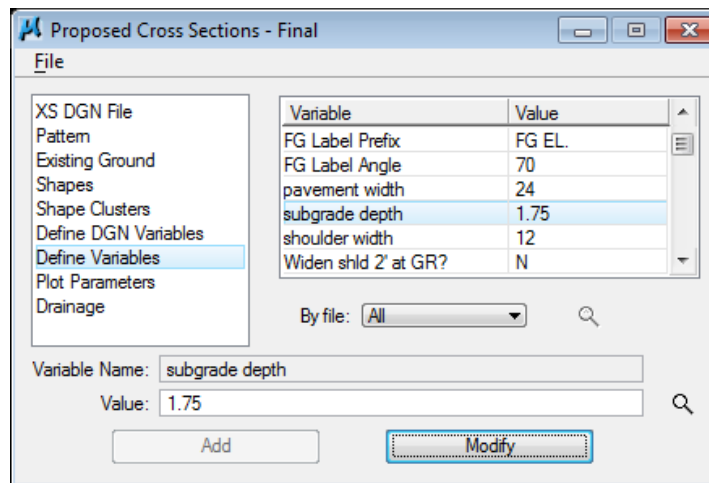 Proposed Cross Sections - Final
File
XS DGN File
Pattern
Existing Ground
Shapes
Shape Clusters
Define DGN Variables
Define Variables
Plot Parameters
Drainage
Variable Value
FG Label Prefix FG EL.
FG Label Angle 70
pavement width 24
subgrade depth 1.75
shoulder width 12
Widen shld 2' at GR? N
By file: All
Variable Name: subgrade depth
Value: 1.75
Add Modify